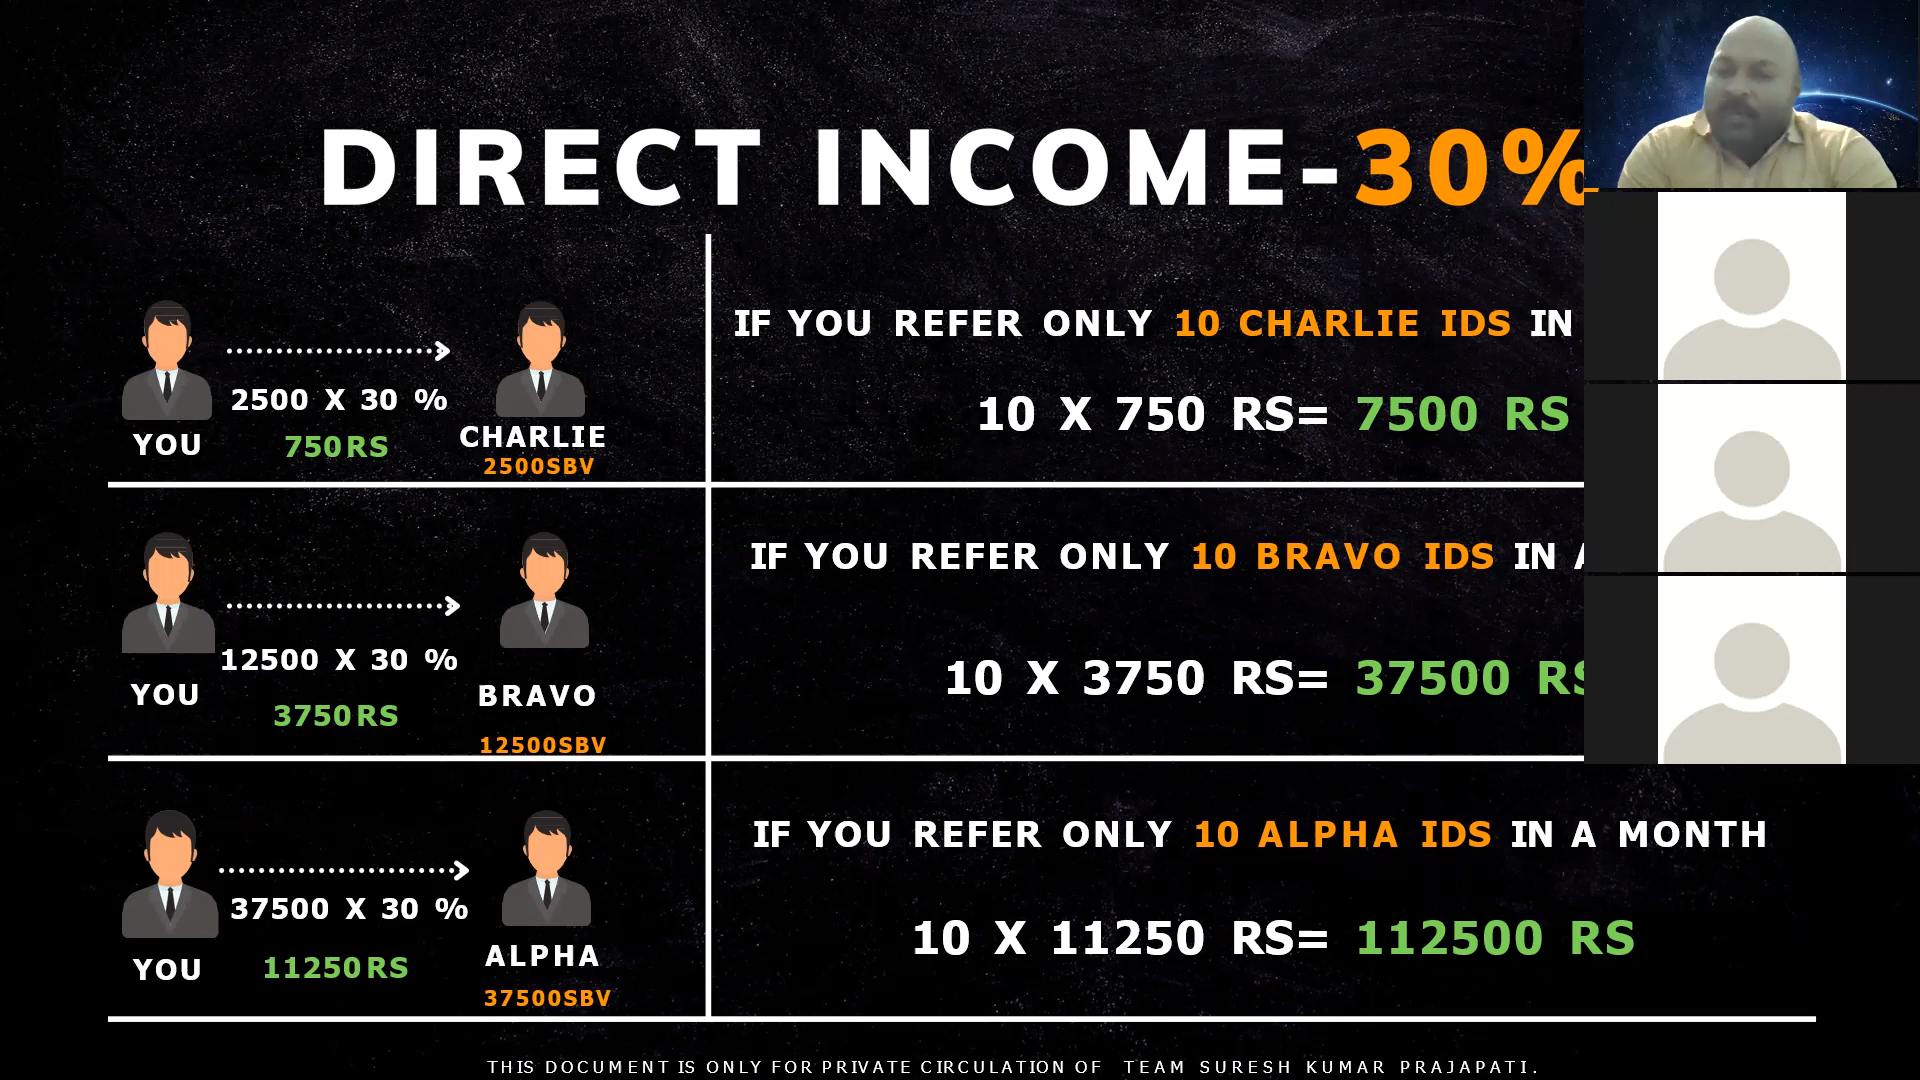 DIRECT INCOME-30%
IF YOU REFER ONLY 10 CHARLIE IDS IN
2500 X 30 %
10 X 750 RS= 7500 RS
YOU
750RS
CHARLIE
2500SBV
IF YOU REFER ONLY 10 BRAVO IDS IN A
12500 X 30 %
10 X 3750 RS= 37500 RS
YOU
3750RS
BRAVO
12500SBV
IF YOU REFER ONLY 10 ALPHA IDS IN A MONTH
37500 X 30 %
10 X 11250 RS= 112500 RS
YOU
11250RS
ALPHA
37500SBV
THIS DOCUMENT IS ONLY FOR PRIVATE CIRCULATION OF TEAM SURESH KUMAR PRAJAPATI.